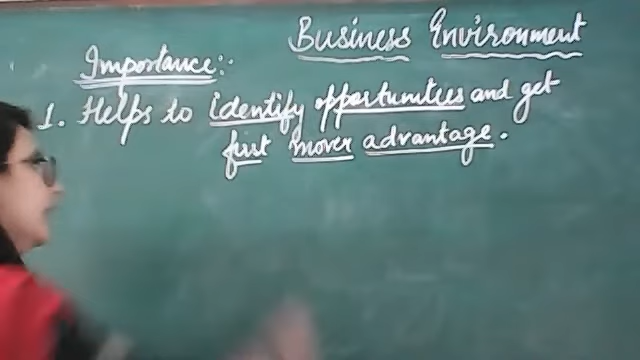 Business Environment
Importance:-
1. Helps to identify opportunities and get
first mover advantage.